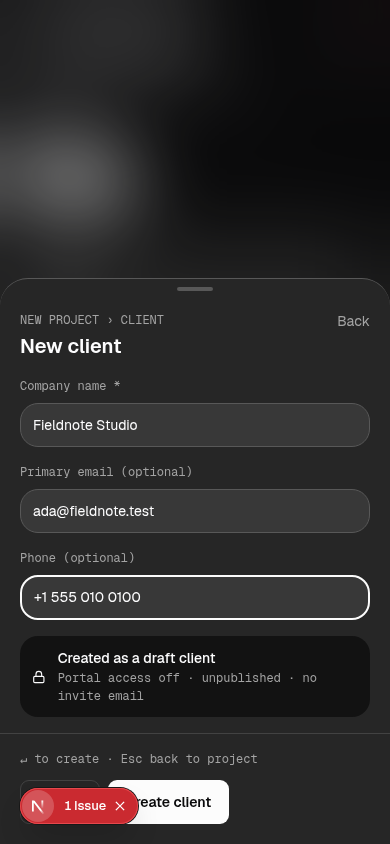 NEW PROJECT › CLIENT
Back
New client
Company name *
Fieldnote Studio
Primary email (optional)
ada@fieldnote.test
Phone (optional)
+1 555 010 0100
Created as a draft client
Portal access off · unpublished · no
invite email
↵ to create · Esc back to project
N 1 Issue ×
reate client